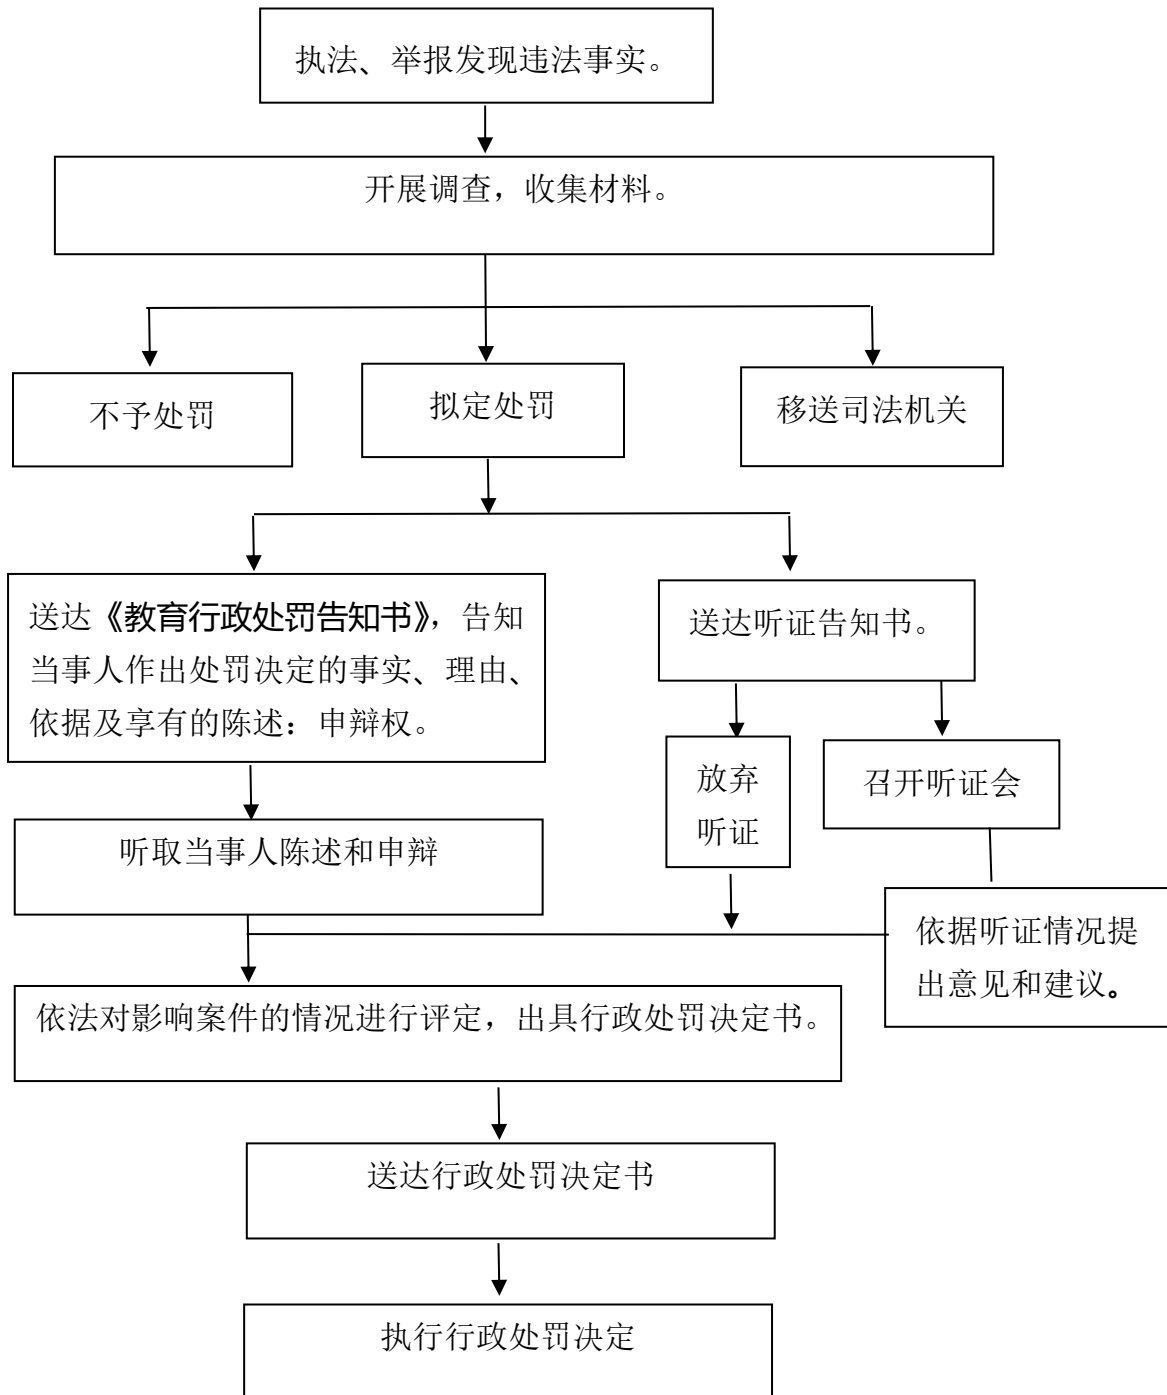 执法、举报发现违法事实。
开展调查，收集材料。
不予处罚
拟定处罚
移送司法机关
送达《教育行政处罚告知书》，告知
当事人作出处罚决定的事实、理由、
依据及享有的陈述：申辩权。
送达听证告知书。
放弃
听证
召开听证会
听取当事人陈述和申辩
依据听证情况提
出意见和建议。
依法对影响案件的情况进行评定，出具行政处罚决定书。
送达行政处罚决定书
执行行政处罚决定